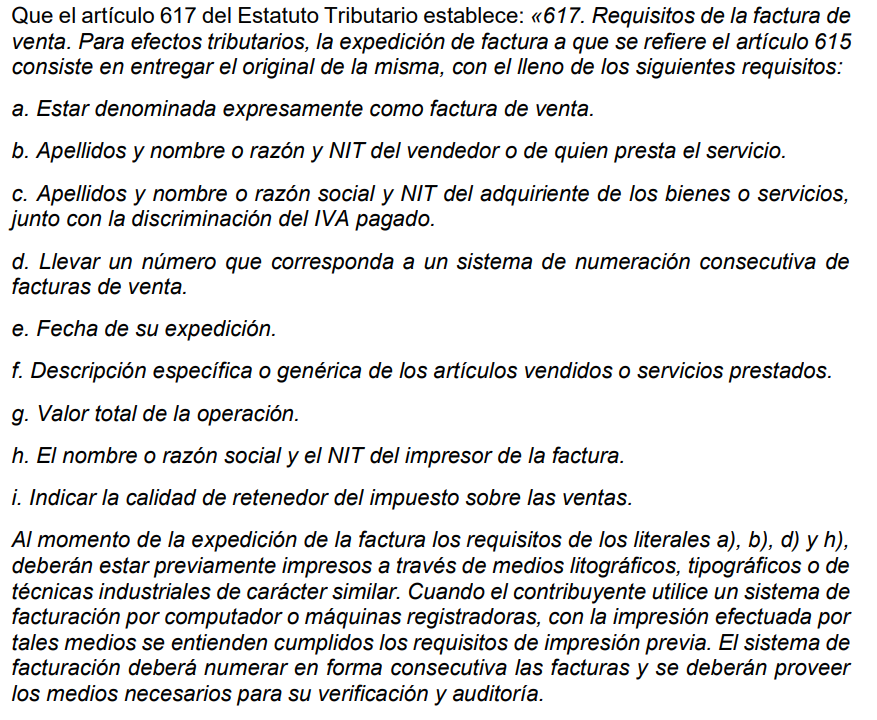 Que el artículo 617 del Estatuto Tributario establece: «617. Requisitos de la factura de
venta. Para efectos tributarios, la expedición de factura a que se refiere el artículo 615
consiste en entregar el original de la misma, con el lleno de los siguientes requisitos:
a. Estar denominada expresamente como factura de venta.
b. Apellidos y nombre o razón y NIT del vendedor o de quien presta el servicio.
c. Apellidos y nombre o razón social y NIT del adquiriente de los bienes o servicios,
junto con la discriminación del IVA pagado.
d. Llevar un número que corresponda a un sistema de numeración consecutiva de
facturas de venta.
e. Fecha de su expedición.
f. Descripción específica o genérica de los artículos vendidos o servicios prestados.
g. Valor total de la operación.
h. El nombre o razón social y el NIT del impresor de la factura.
i. Indicar la calidad de retenedor del impuesto sobre las ventas.
Al momento de la expedición de la factura los requisitos de los literales a), b), d) y h),
deberán estar previamente impresos a través de medios litográficos, tipográficos o de
técnicas industriales de carácter similar. Cuando el contribuyente utilice un sistema de
facturación por computador o máquinas registradoras, con la impresión efectuada por
tales medios se entienden cumplidos los requisitos de impresión previa. El sistema de
facturación deberá numerar en forma consecutiva las facturas y se deberán proveer
los medios necesarios para su verificación y auditoría.